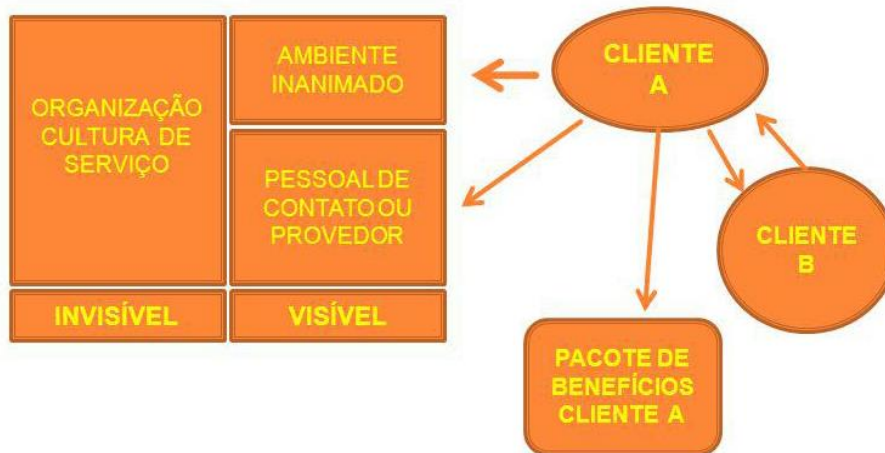 ORGANIZAÇÃO
CULTURA DE
SERVIÇO
AMBIENTE
INANIMADO
PESSOAL DE
CONTATO OU
PROVEDOR
INVISÍVEL
VISÍVEL
CLIENTE
A
CLIENTE
B
PACOTE DE
BENEFÍCIOS
CLIENTE A